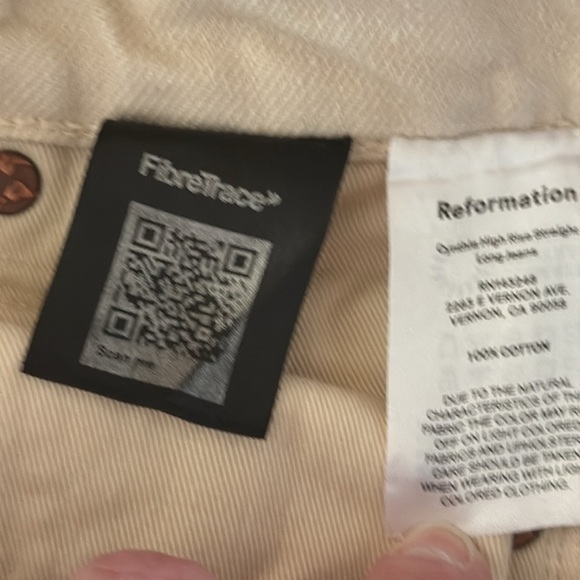 FibreTrace
Scan me
Reformation
Cynthia High Rise Straight
Long Jeans
2263 E VERNON AVE.
VERNON, CA 90058
100% COTTON
DUE TO THE NATURAL
CHARACTERISTICS OF THE
FABRIC THE COLOR MAY RUB
OFF ON LIGHT COLORED
FABRICS AND UPHOLSTERY.
CARE SHOULD BE TAKEN
WHEN WEARING WITH LIGHT
COLORED CLOTHING.